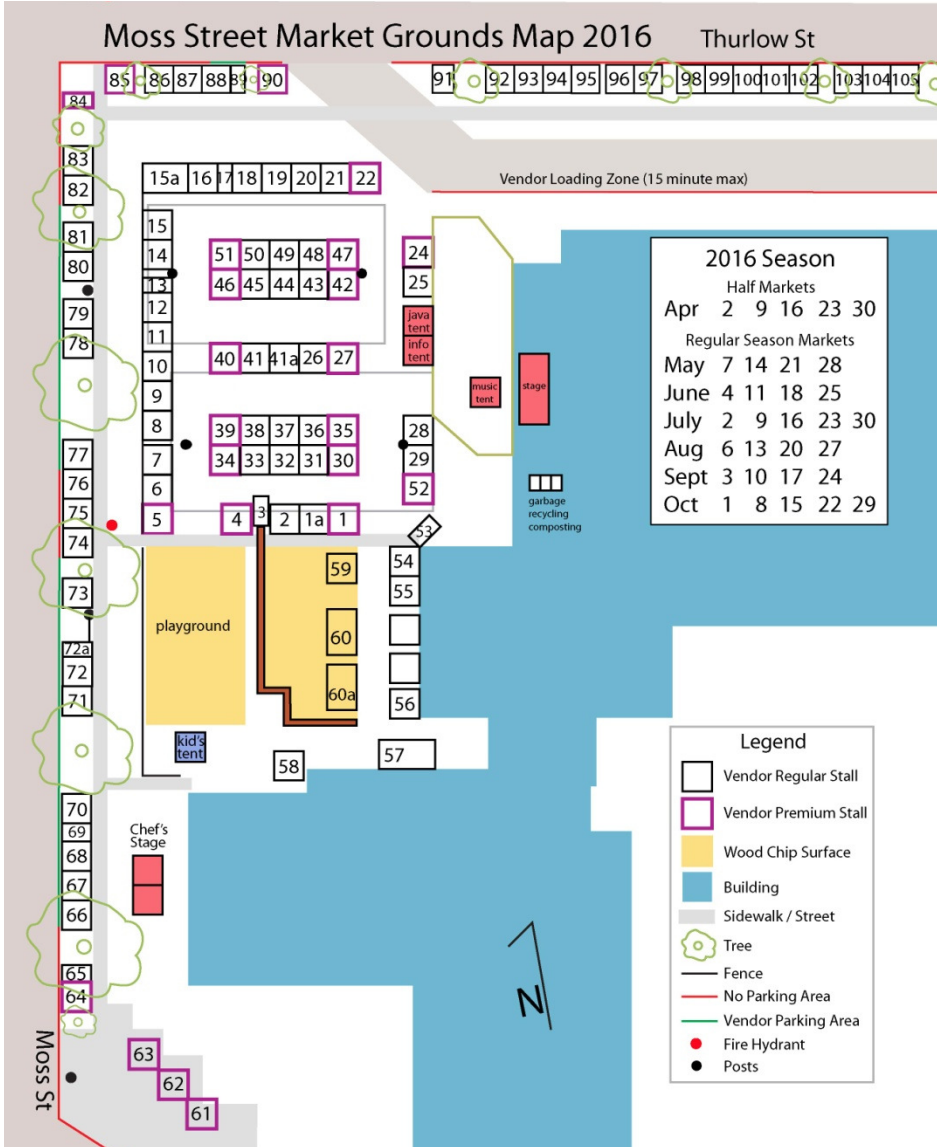 Moss Street Market Grounds Map 2016 Thurlow St
85 86 87 88 89 90
91 92 93 94 95 96 97 98 99 100 101 102 103 104 105
84
83
82
81
80
79
78
77
76
75
74
73
72a
72
71
70
69
68
67
66
65
64
63
62
61
Moss St
Vendor Loading Zone (15 minute max)
15a 16 17 18 19 20 21 22
15
14
13
12
11
10
9
8
7
6
5
51 50 49 48 47
46 45 44 43 42
40 41 41a 26 27
39 38 37 36 35
34 33 32 31 30
4 3 2 1a 1
24
25
java
tent
info
tent
28
29
52
53
music
tent
stage
garbage
recycling
composting
54
55
56
57
58
59
60
60a
playground
kid's
tent
Chef's
Stage
N
2016 Season
Half Markets
Apr 2 9 16 23 30
Regular Season Markets
May 7 14 21 28
June 4 11 18 25
July 2 9 16 23 30
Aug 6 13 20 27
Sept 3 10 17 24
Oct 1 8 15 22 29
Legend
Vendor Regular Stall
Vendor Premium Stall
Wood Chip Surface
Building
Sidewalk / Street
Tree
Fence
No Parking Area
Vendor Parking Area
Fire Hydrant
Posts